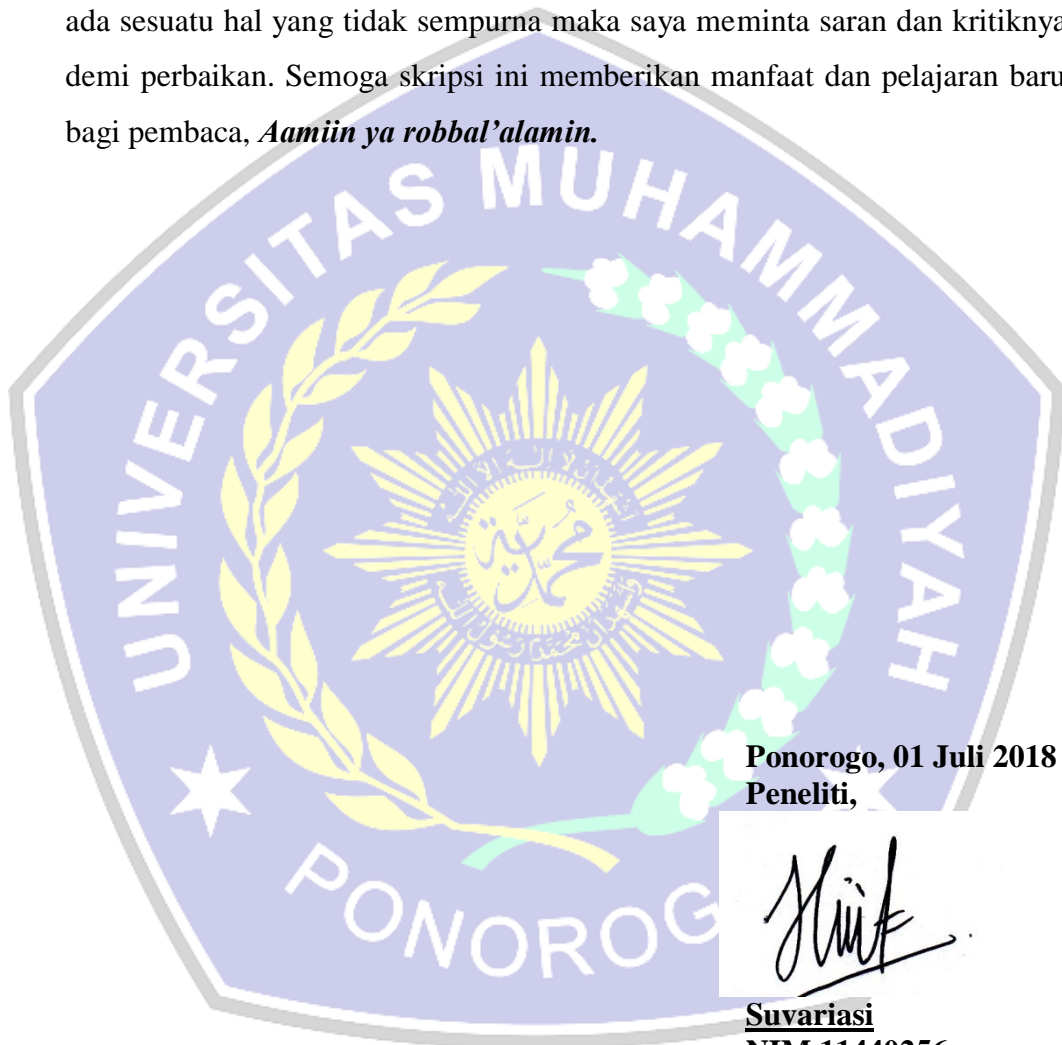 ada sesuatu hal yang tidak sempurna maka saya meminta saran dan kritiknya
demi perbaikan. Semoga skripsi ini memberikan manfaat dan pelajaran baru
bagi pembaca, Aamiin ya robbal’alamin.
UNIVERSITAS MUHAMMADIYAH
محمدية
PONOROG
Ponorogo, 01 Juli 2018
Peneliti,
Suvariasi